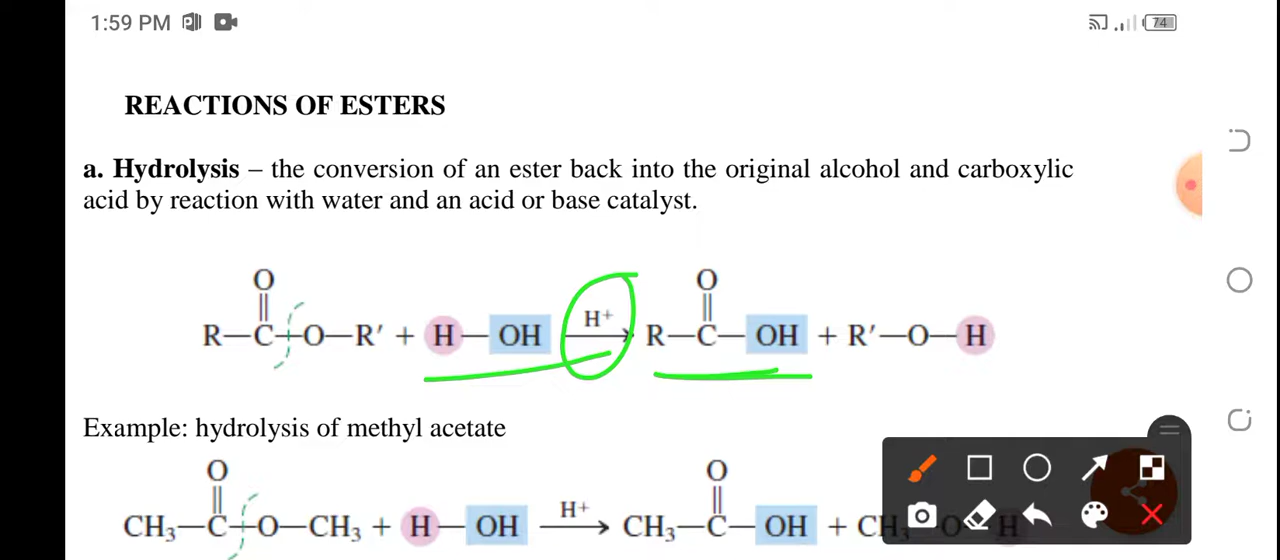 1:59 PM
74
REACTIONS OF ESTERS
a. Hydrolysis – the conversion of an ester back into the original alcohol and carboxylic
acid by reaction with water and an acid or base catalyst.
O O
R—C—O—R′ + H—OH H⁺→ R—C—OH + R′—O—H
Example: hydrolysis of methyl acetate
O O
CH₃—C—O—CH₃ + H—OH H⁺→ CH₃—C—OH + CH₃ O H